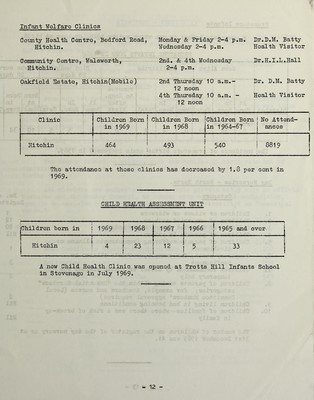 Infant Welfare Clinics
County Health Centre, Bedford Road, Monday & Friday 2-4 p.m. Dr.D.M. Batty
Hitchin. Wednesday 2-4 p.m. Health Visitor
Community Centre, Walsworth, 2nd. & 4th Wednesday Dr.H.I.L.Hall
Hitchin. 2-4 p.m.
Oakfield Estate, Hitchin(Mobile) 2nd Thursday 10 a.m.- Dr. D.M. Batty
12 noon
4th Thursday 10 a.m. - Health Visitor
12 noon
Clinic Children Born Children Born Children Born No Attend-
in 1969 in 1968 in 1964-67 ances
Hitchin 464 493 540 8819
The attendance at these clinics has decreased by 1.8 per cent in
1969.
CHILD HEALTH ASSESSMENT UNIT
Children born in 1969 1968 1967 1966 1965 and over
Hitchin 4 23 12 5 33
A new Child Health Clinic was opened at Trotts Hill Infants School
in Stevenage in July 1969.
- 12 -